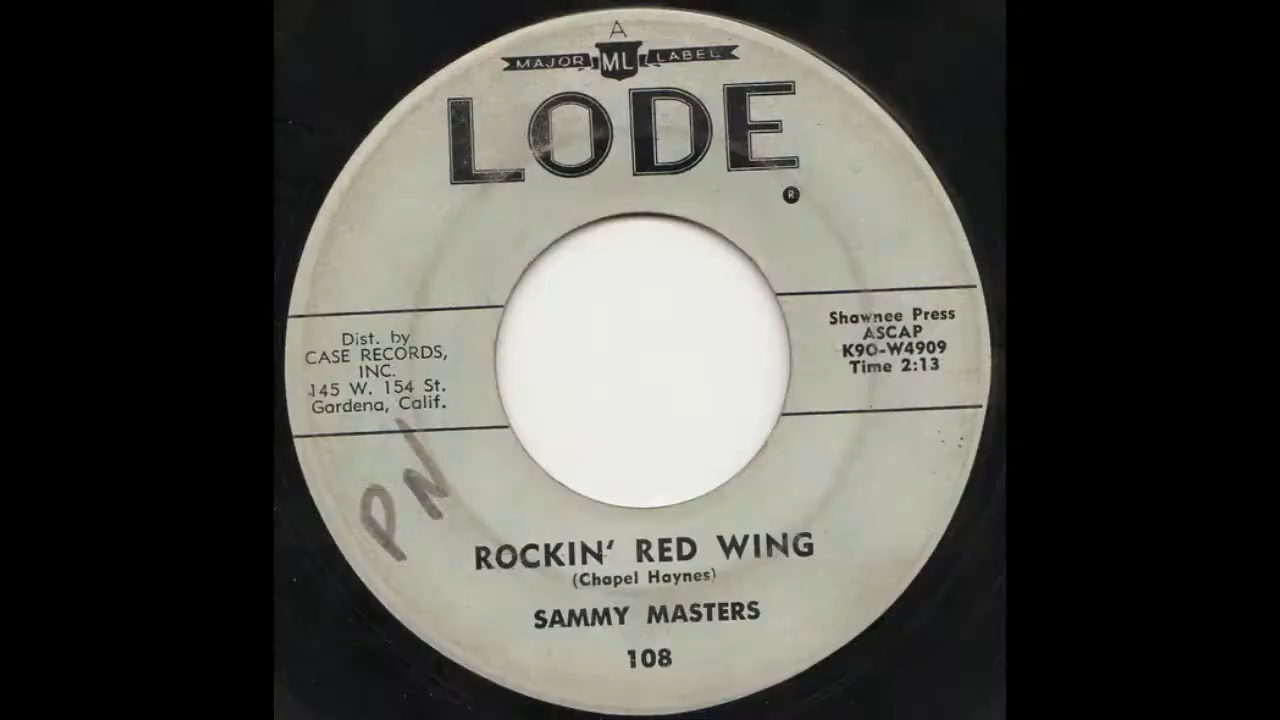 A
MAJOR ML LABEL
LODE
®
Dist. by
CASE RECORDS,
INC.
145 W. 154 St.
Gardena, Calif.
Shawnee Press
ASCAP
K9O-W4909
Time 2:13
PN
ROCKIN' RED WING
(Chapel Haynes)
SAMMY MASTERS
108